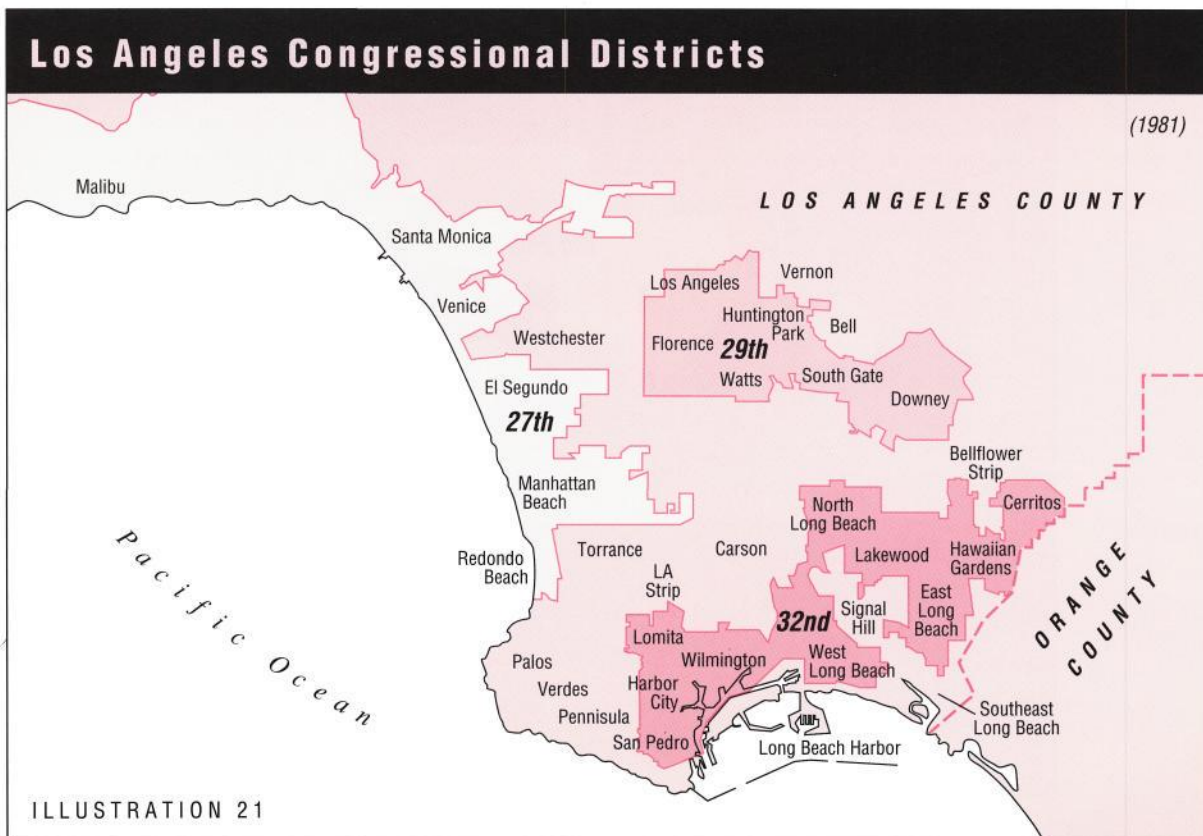 Los Angeles Congressional Districts
(1981)
Malibu
LOS ANGELES COUNTY
Santa Monica
Los Angeles
Vernon
Venice
Huntington
Park
Bell
Westchester
Florence
29th
Watts
South Gate
Downey
El Segundo
27th
Bellflower
Strip
Manhattan
Beach
North
Long Beach
Cerritos
Redondo
Beach
Torrance
Carson
Lakewood
Hawaiian
Gardens
LA
Strip
Signal
Hill
East
Long
Beach
ORANGE
COUNTY
Pacific Ocean
Lomita
32nd
Wilmington
West
Long Beach
Palos
Verdes
Pennisula
Harbor
City
San Pedro
Southeast
Long Beach
Long Beach Harbor
ILLUSTRATION 21